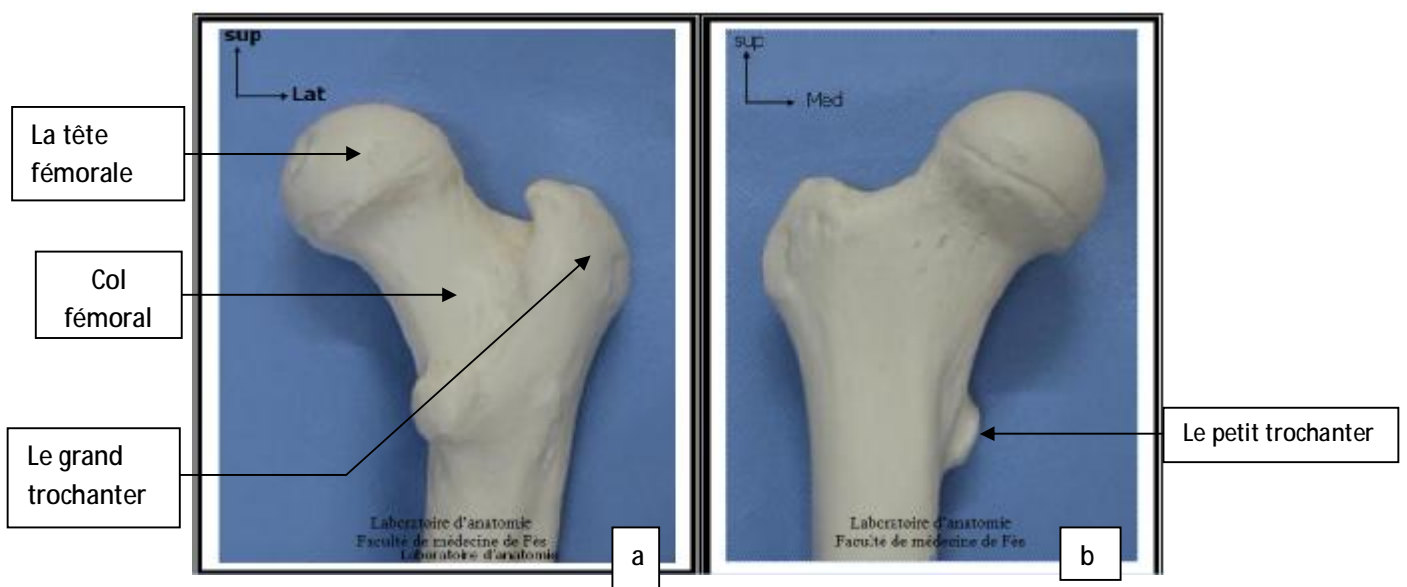 sup
Lat
sup
Med
La tête
fémorale
Col
fémoral
Le grand
trochanter
Le petit trochanter
Laboratoire d'anatomie
Faculté de médecine de Fès
Laboratoire d'anatomie
a
Laboratoire d'anatomie
Faculté de médecine de Fès
b